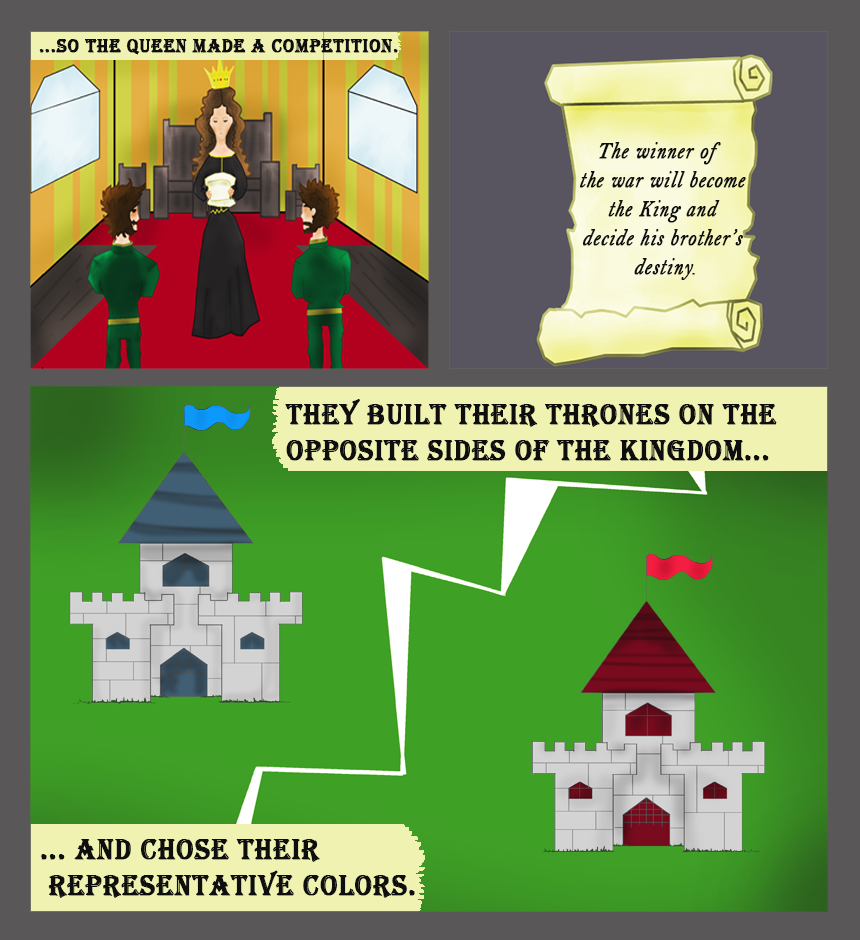 ...SO THE QUEEN MADE A COMPETITION.
The winner of
the war will become
the King and
decide his brother's
destiny.
THEY BUILT THEIR THRONES ON THE
OPPOSITE SIDES OF THE KINGDOM...
... AND CHOSE THEIR
REPRESENTATIVE COLORS.